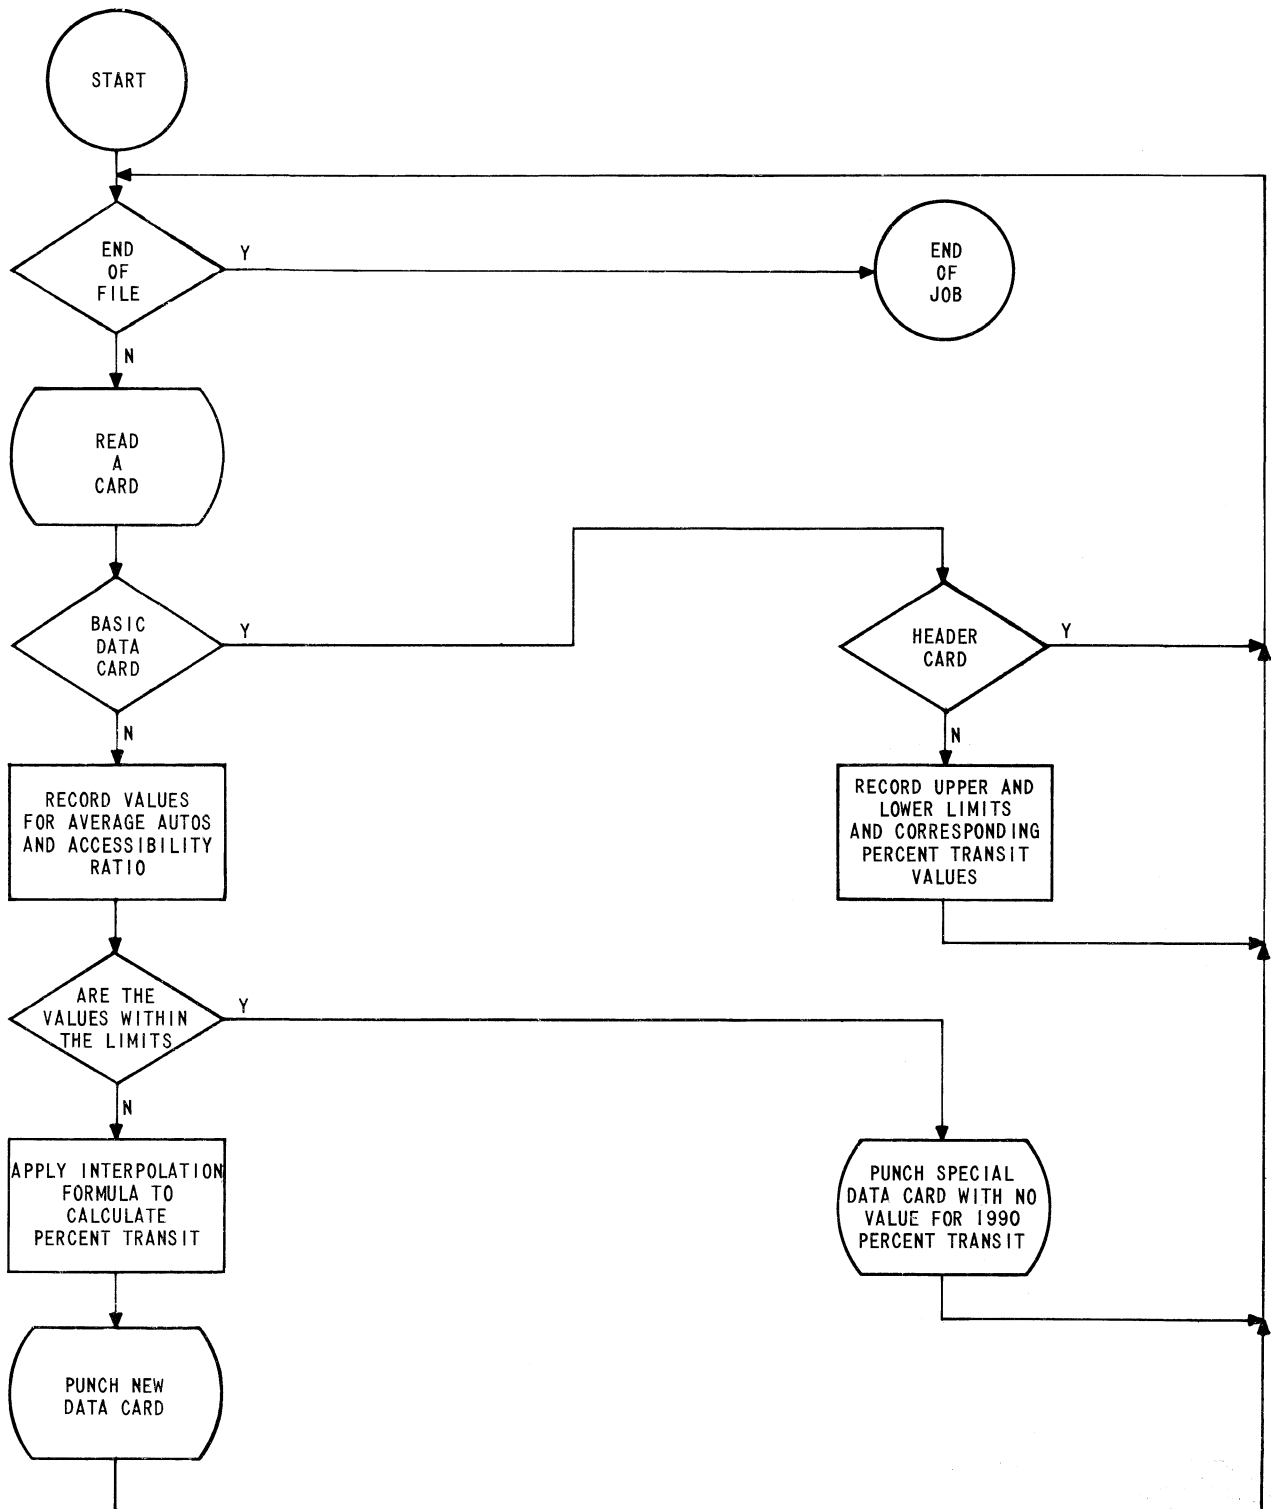 START
END
OF
FILE
Y
END
OF
JOB
N
READ
A
CARD
BASIC
DATA
CARD
Y
HEADER
CARD
Y
N
N
RECORD VALUES
FOR AVERAGE AUTOS
AND ACCESSIBILITY
RATIO
RECORD UPPER AND
LOWER LIMITS
AND CORRESPONDING
PERCENT TRANSIT
VALUES
ARE THE
VALUES WITHIN
THE LIMITS
Y
N
APPLY INTERPOLATION
FORMULA TO
CALCULATE
PERCENT TRANSIT
PUNCH SPECIAL
DATA CARD WITH NO
VALUE FOR 1990
PERCENT TRANSIT
PUNCH NEW
DATA CARD